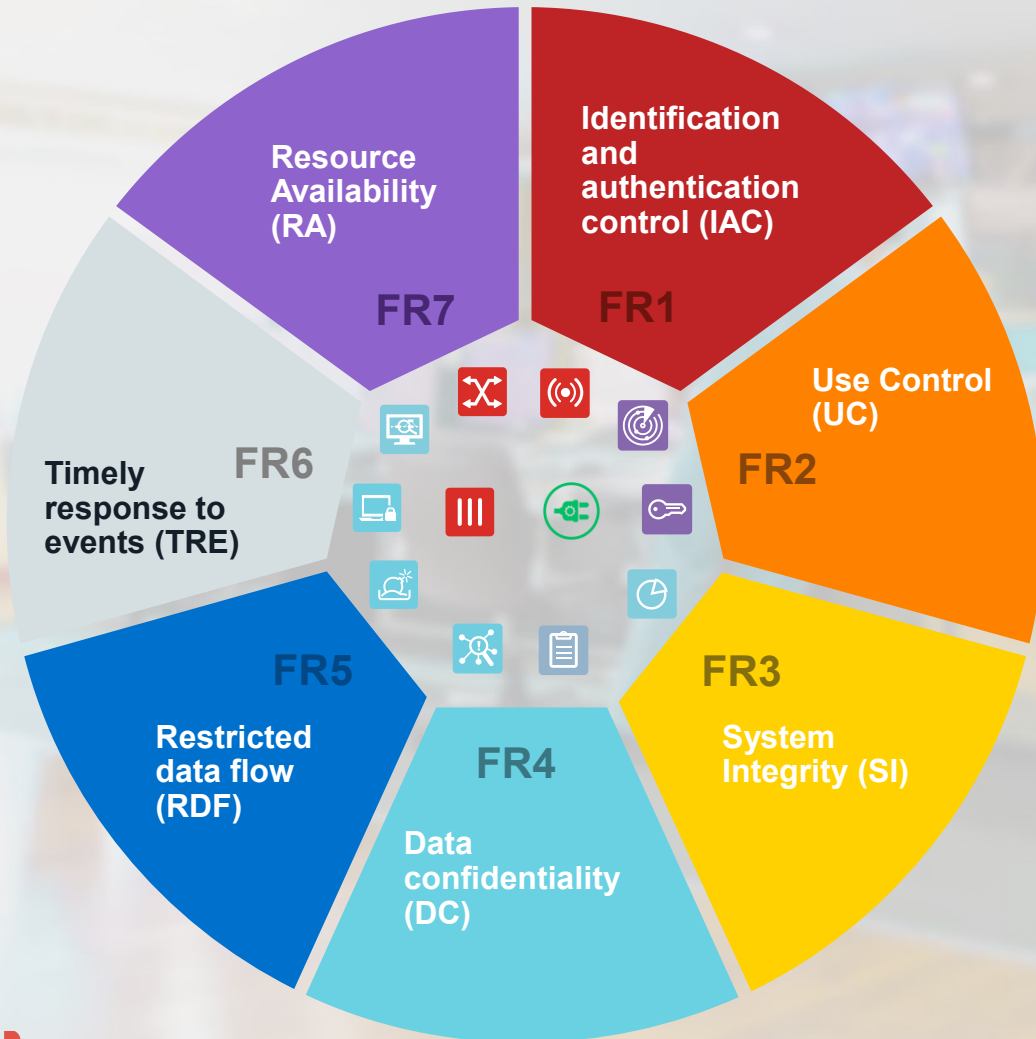 Identification
and
authentication
control (IAC)
FR1
Use Control
(UC)
FR2
FR3
System
Integrity (SI)
FR4
Data
confidentiality
(DC)
FR5
Restricted
data flow
(RDF)
FR6
Timely
response to
events (TRE)
Resource
Availability
(RA)
FR7